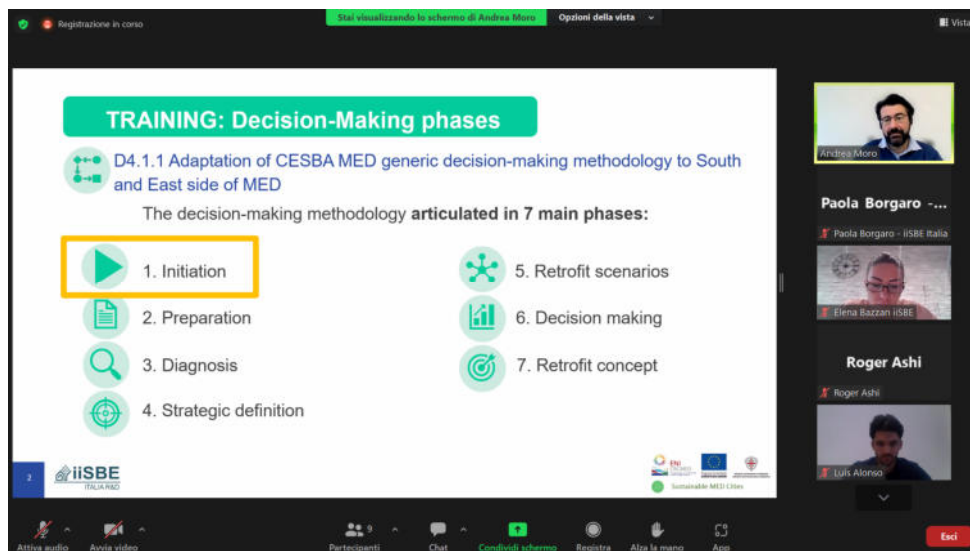 Registrazione in corso
Stai visualizzando lo schermo di Andrea Moro
Opzioni della vista
Vista
TRAINING: Decision-Making phases
D4.1.1 Adaptation of CESBA MED generic decision-making methodology to South
and East side of MED
The decision-making methodology articulated in 7 main phases:
1. Initiation
2. Preparation
3. Diagnosis
4. Strategic definition
5. Retrofit scenarios
6. Decision making
7. Retrofit concept
2
iiSBE
ITALIA R&D
Sustainable MED Cities
Andrea Moro
Paola Borgaro -...
Paola Borgaro - iiSBE Italia
Elena Bazzan iiSBE
Roger Ashi
Roger Ashi
Luis Alonso
Attiva audio
Avvia video
Partecipanti
9
Chat
Condividi schermo
Registra
Alza la mano
App
Esci